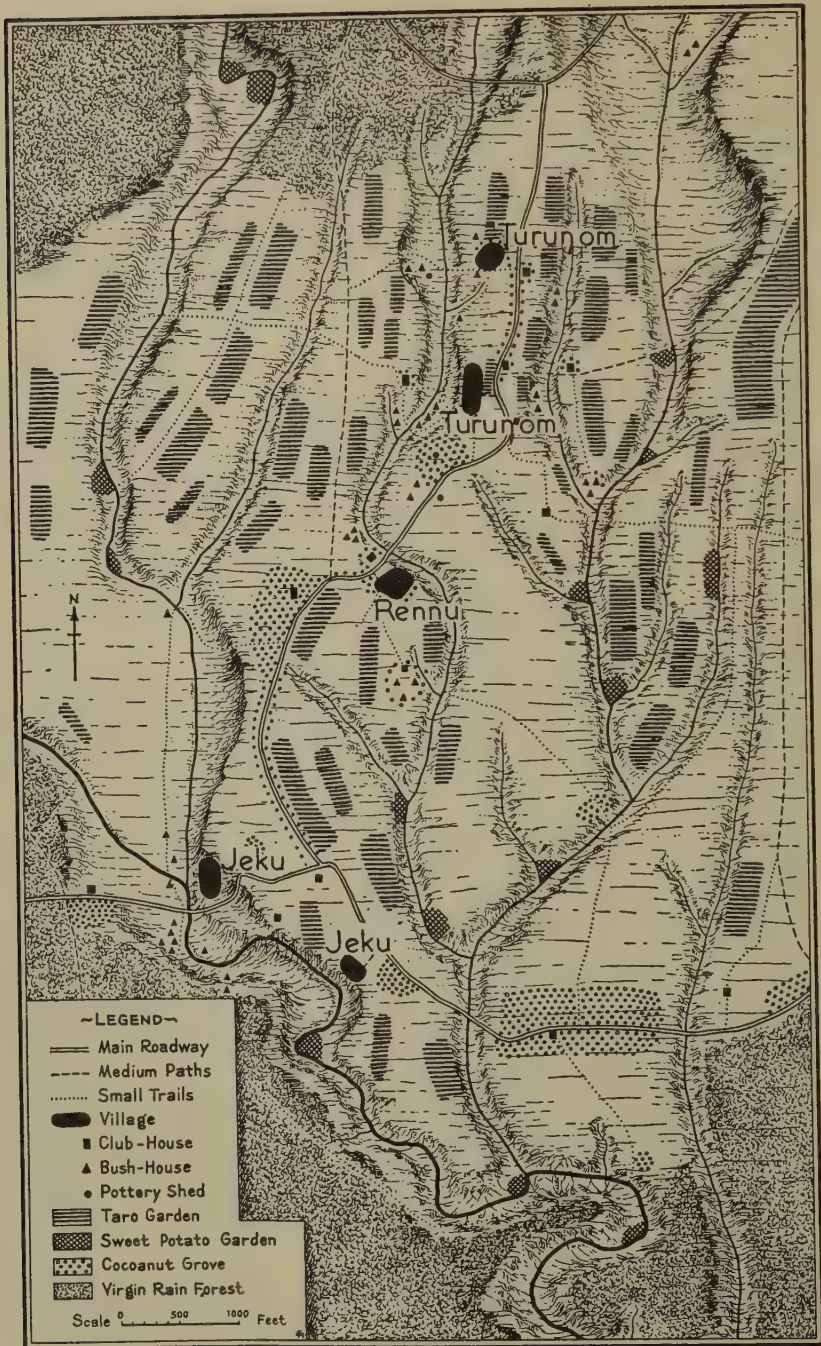 Turunom
Turunom
N
Rennu
Jeku
Jeku
~LEGEND~
Main Roadway
Medium Paths
Small Trails
Village
Club-House
Bush-House
Pottery Shed
Taro Garden
Sweet Potato Garden
Cocoanut Grove
Virgin Rain Forest
Scale 0 500 1000 Feet